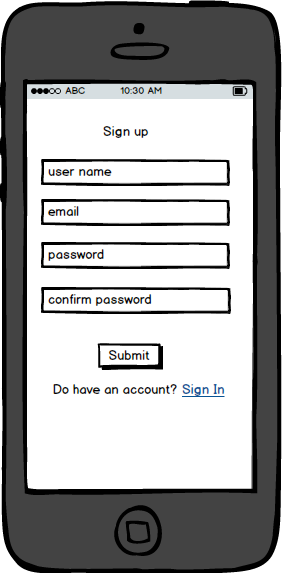 ABC 10:30 AM
Sign up
user name
email
password
confirm password
Submit
Do have an account? Sign In